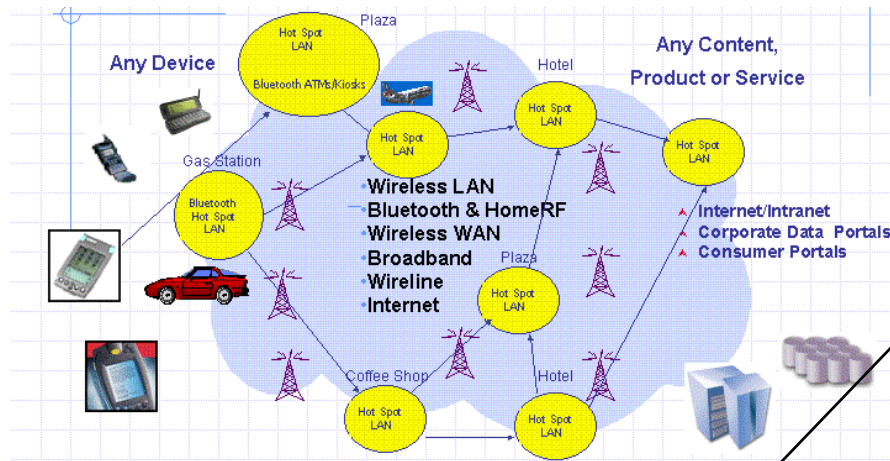 Plaza
Hot Spot
LAN
Bluetooth ATMs/Kiosks
Any Device
Hotel
Any Content,
Product or Service
Hot Spot
LAN
Hot Spot
LAN
Hot Spot
LAN
Gas Station
Bluetooth
Hot Spot
LAN
•Wireless LAN
•Bluetooth & HomeRF
•Wireless WAN
•Broadband
•Wireline
•Internet
Internet/Intranet
Corporate Data Portals
Consumer Portals
Plaza
Hot Spot
LAN
Coffee Shop
Hot Spot
LAN
Hotel
Hot Spot
LAN